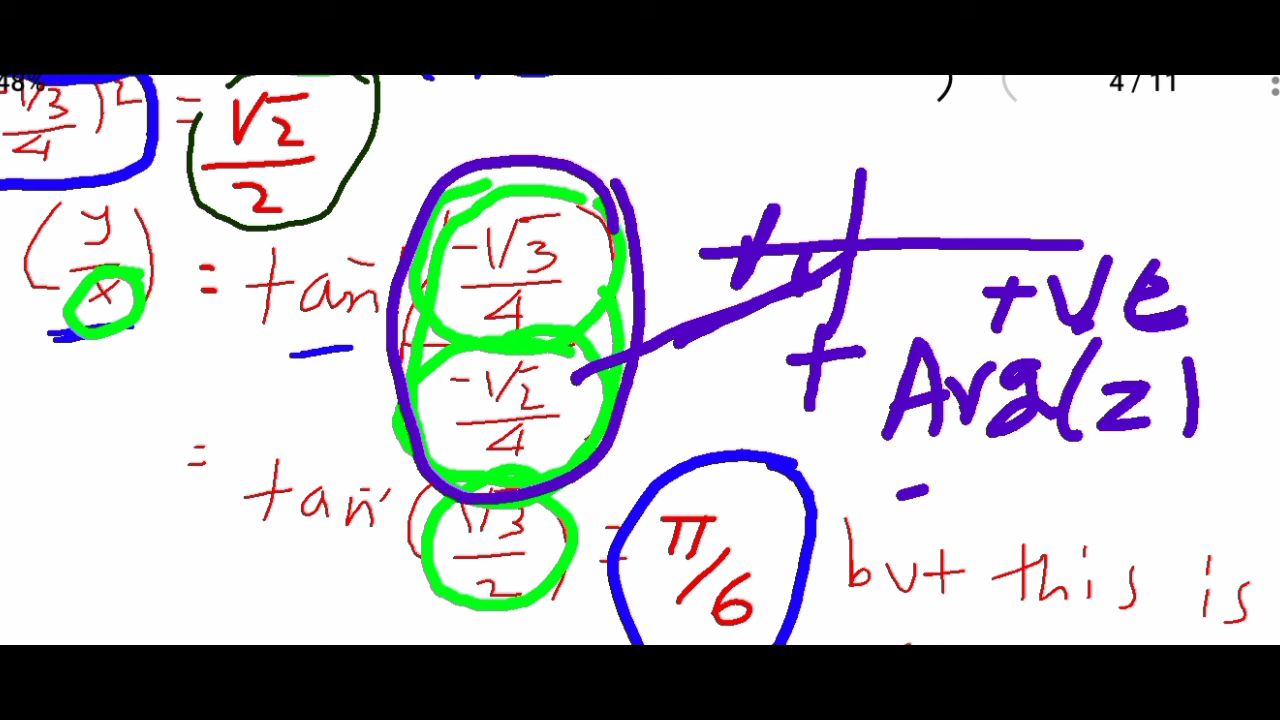 48%
4 / 11
√3/4 )² = √2/2
(y/x) = tan⁻ (-√3/4 / -√2/4)
+ve
Arg(z)
-
= tan⁻¹ (√3/2) = π/6 but this is